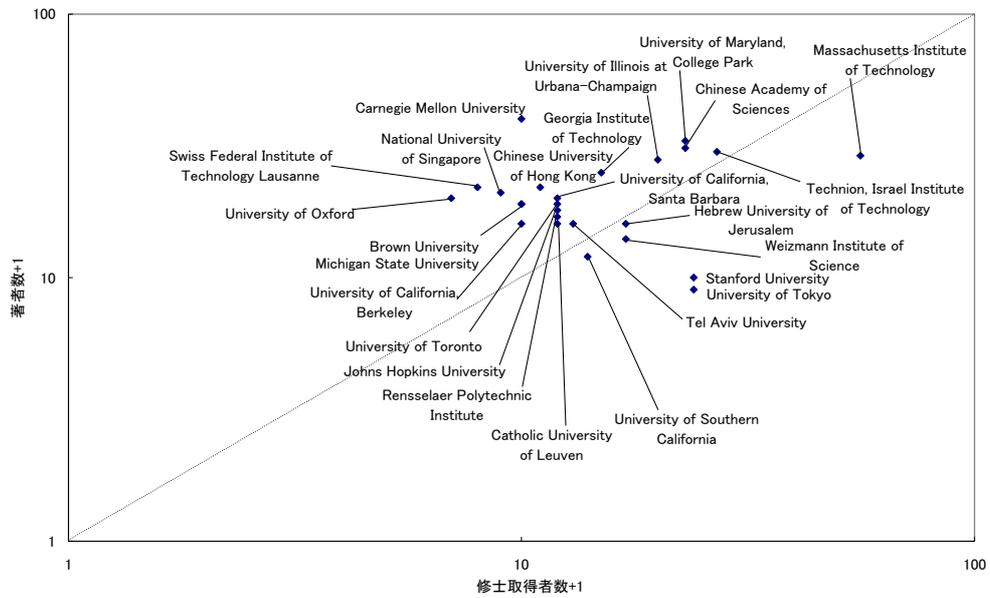 100
University of Maryland,
College Park
Massachusetts Institute
of Technology
University of Illinois at
Urbana-Champaign
Chinese Academy of
Sciences
Carnegie Mellon University
Georgia Institute
of Technology
National University
of Singapore
Chinese University
of Hong Kong
Swiss Federal Institute of
Technology Lausanne
University of California,
Santa Barbara
Technion, Israel Institute
of Technology
University of Oxford
Hebrew University of
Jerusalem
Brown University
Michigan State University
Weizmann Institute of
Science
著者数+1
10
Stanford University
University of Tokyo
University of California,
Berkeley
Tel Aviv University
University of Toronto
Johns Hopkins University
Rensselaer Polytechnic
Institute
University of Southern
California
Catholic University
of Leuven
1
1
10
100
修士取得者数+1